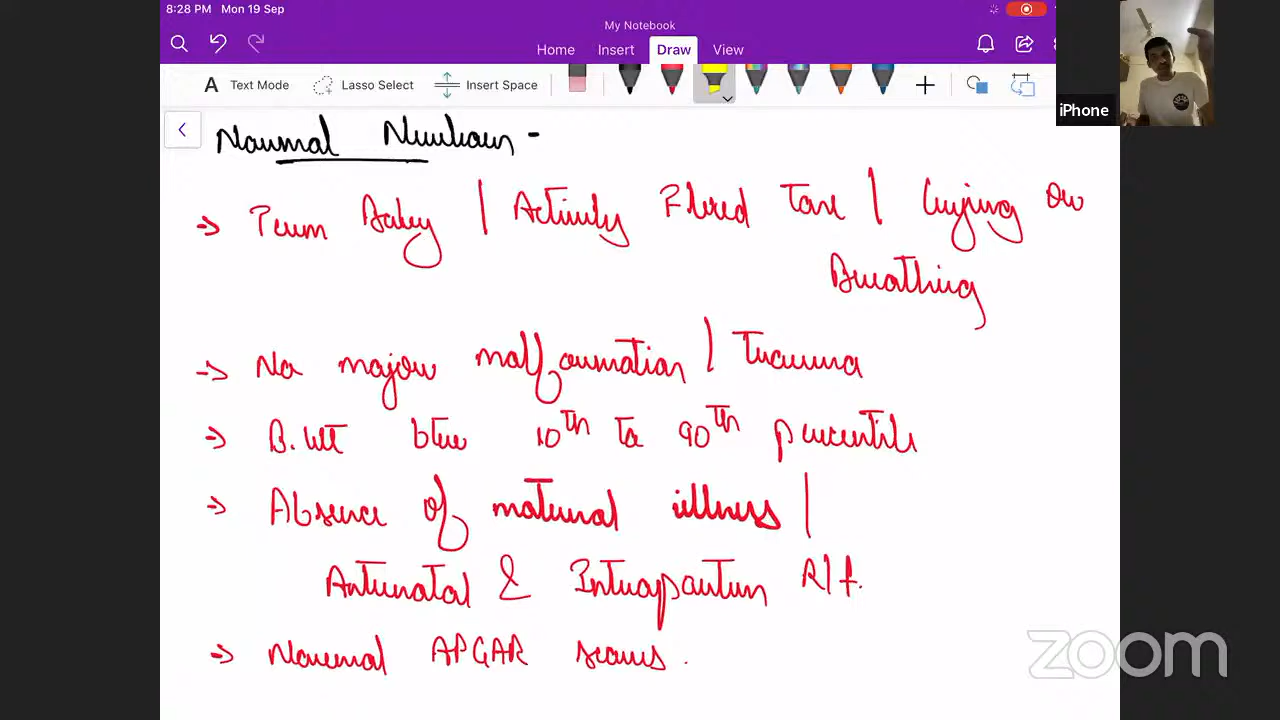 8:28 PM Mon 19 Sep
My Notebook
Home Insert Draw View
A Text Mode Lasso Select Insert Space
iPhone
Normal Newborn -
→ Term Baby | Actively Flexed Tone | Crying or
Breathing
→ No major malformation | Trauma
→ B.wt btw 10th to 90th percentile
→ Absence of maternal illness |
Antenatal & Intrapartum R/f.
→ Normal APGAR scores.
zoom